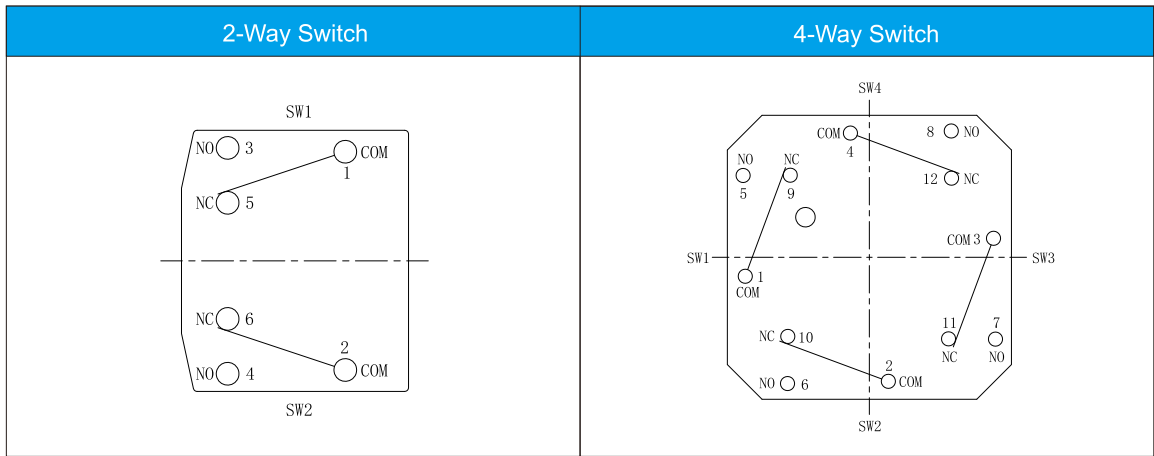 2-Way Switch
SW1
NO 3
COM
1
NC 5
NC 6
2
COM
NO 4
SW2
4-Way Switch
SW4
COM
4
8 NO
NO NC
5 9
12 NC
COM 3
SW1
SW3
1
COM
NC 10
11 7
NC NO
2
COM
NO 6
SW2